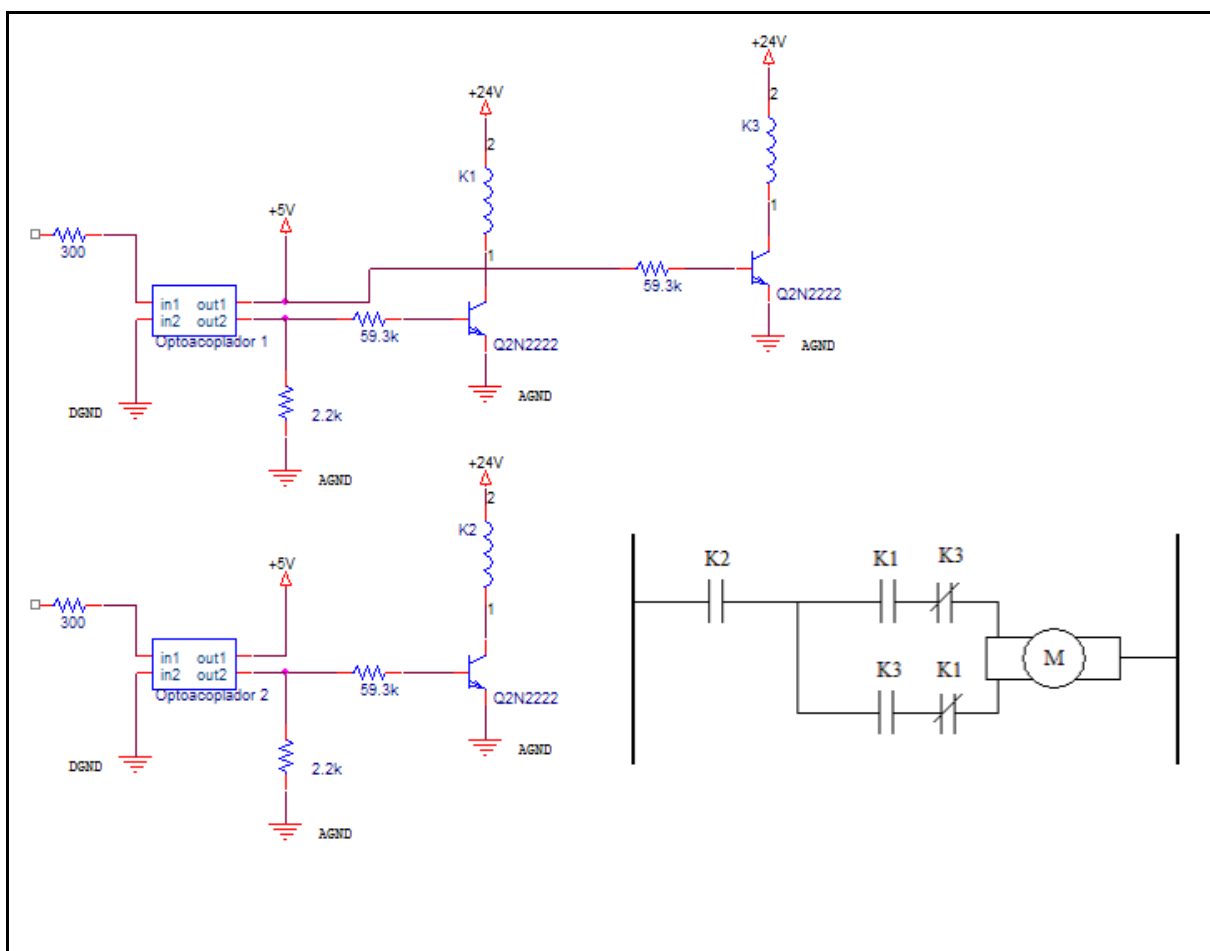 +24V
2
K3
1
59.3k
Q2N2222
AGND
+24V
2
K1
1
+5V
300
in1 out1
in2 out2
Optoacoplador 1
59.3k
Q2N2222
AGND
DGND
2.2k
AGND
+24V
2
K2
1
+5V
300
in1 out1
in2 out2
Optoacoplador 2
59.3k
Q2N2222
AGND
DGND
2.2k
AGND
K2
K1
K3
M
K3
K1